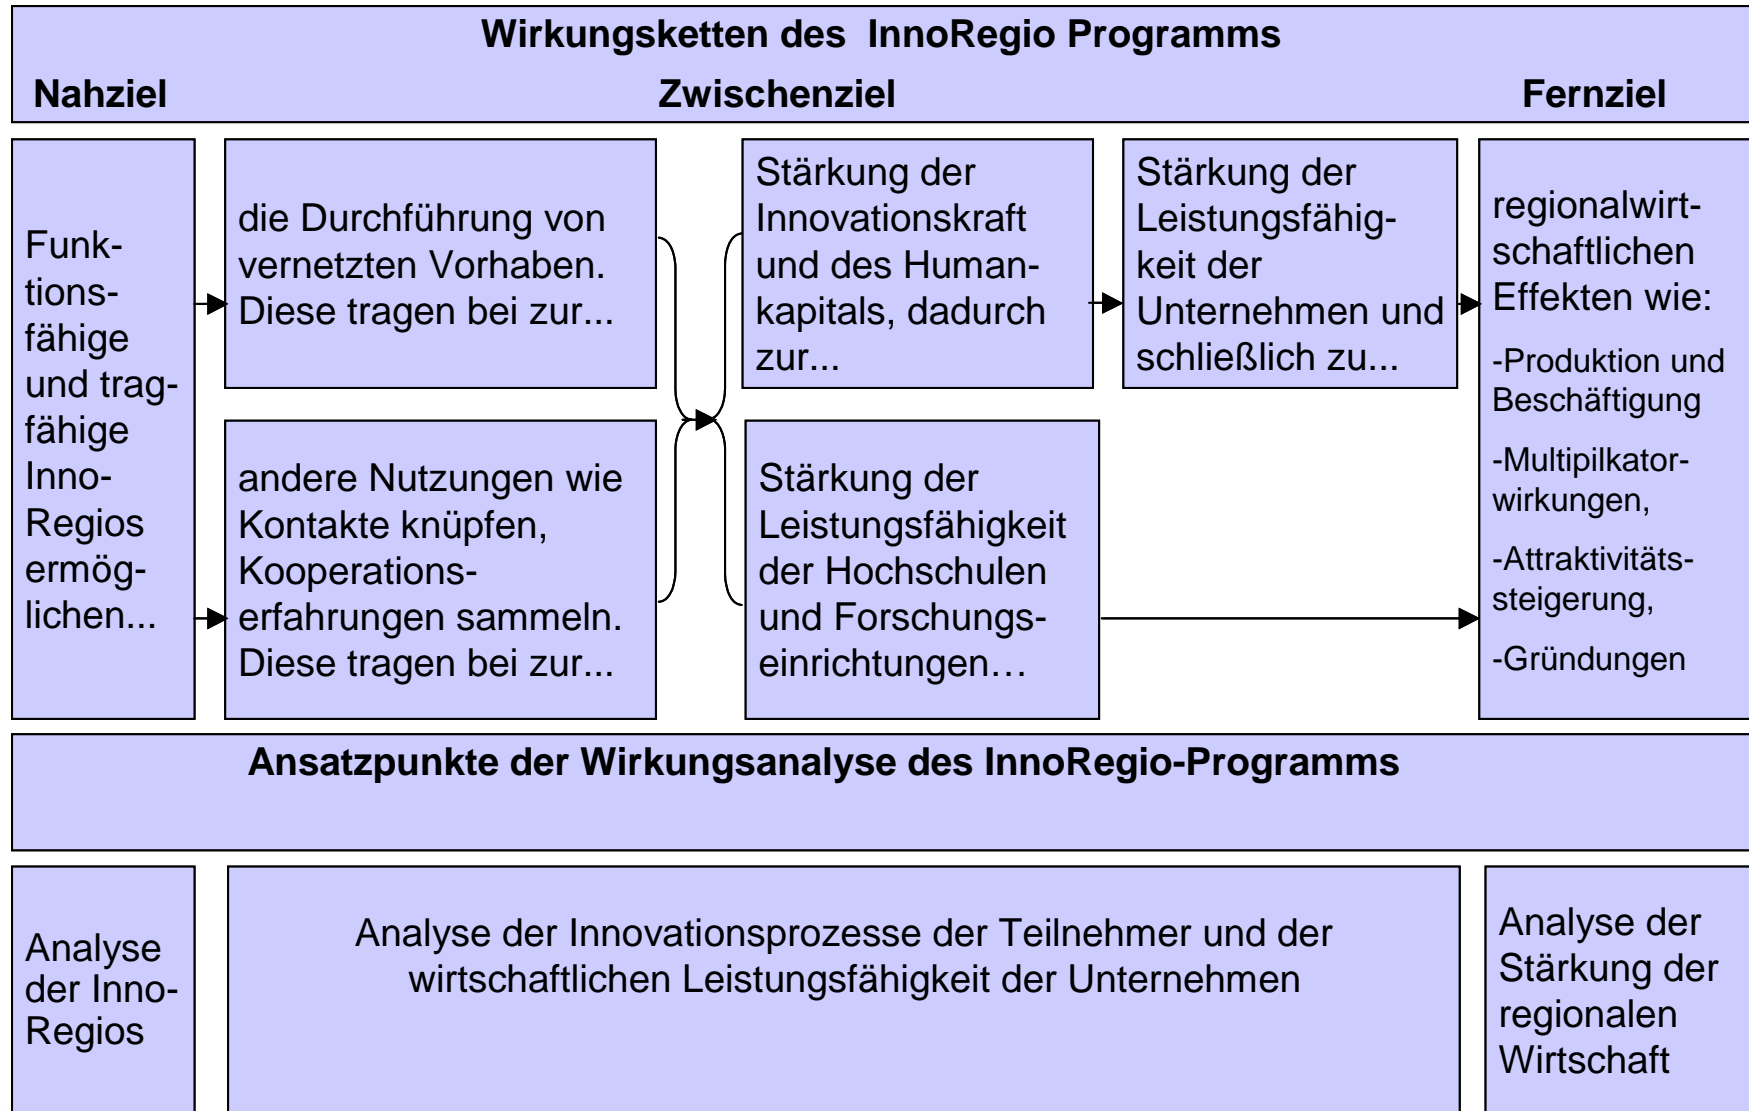 Wirkungsketten des InnoRegio Programms
Nahziel
Zwischenziel
Fernziel
Funk-
tions-
fähige
und trag-
fähige
Inno-
Regios
ermög-
lichen...
die Durchführung von
vernetzten Vorhaben.
Diese tragen bei zur...
andere Nutzungen wie
Kontakte knüpfen,
Kooperations-
erfahrungen sammeln.
Diese tragen bei zur...
Stärkung der
Innovationskraft
und des Human-
kapitals, dadurch
zur...
Stärkung der
Leistungsfähigkeit
der Hochschulen
und Forschungs-
einrichtungen…
Stärkung der
Leistungsfähig-
keit der
Unternehmen und
schließlich zu...
regionalwirt-
schaftlichen
Effekten wie:
-Produktion und
Beschäftigung
-Multipilkator-
wirkungen,
-Attraktivitäts-
steigerung,
-Gründungen
Ansatzpunkte der Wirkungsanalyse des InnoRegio-Programms
Analyse
der Inno-
Regios
Analyse der Innovationsprozesse der Teilnehmer und der
wirtschaftlichen Leistungsfähigkeit der Unternehmen
Analyse der
Stärkung der
regionalen
Wirtschaft